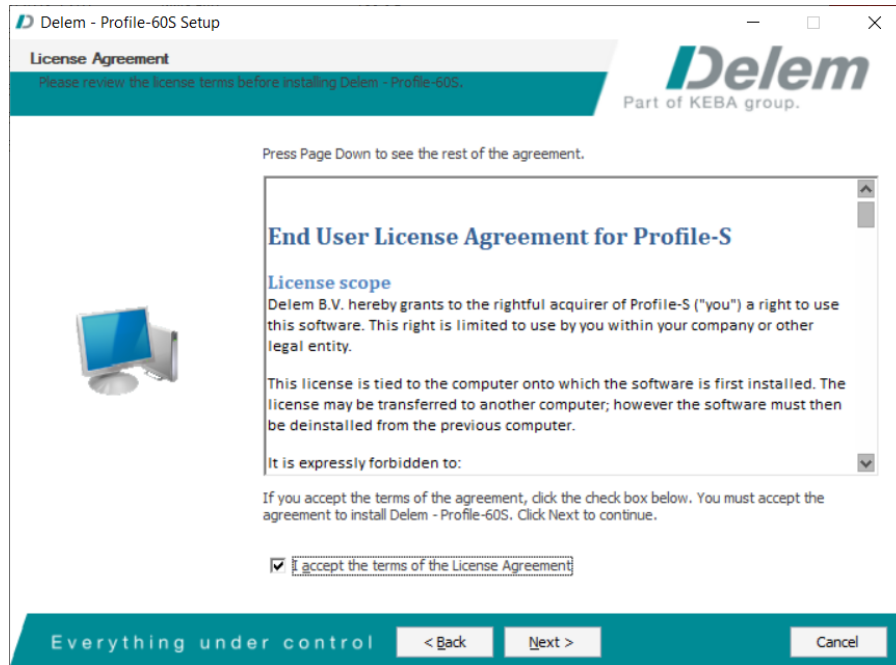 Delem - Profile-60S Setup
License Agreement
Please review the license terms before installing Delem - Profile-60S.
Delem
Part of KEBA group.
Press Page Down to see the rest of the agreement.
End User License Agreement for Profile-S
License scope
Delem B.V. hereby grants to the rightful acquirer of Profile-S ("you") a right to use
this software. This right is limited to use by you within your company or other
legal entity.
This license is tied to the computer onto which the software is first installed. The
license may be transferred to another computer; however the software must then
be deinstalled from the previous computer.
It is expressly forbidden to:
If you accept the terms of the agreement, click the check box below. You must accept the
agreement to install Delem - Profile-60S. Click Next to continue.
I accept the terms of the License Agreement
Everything under control
< Back
Next >
Cancel